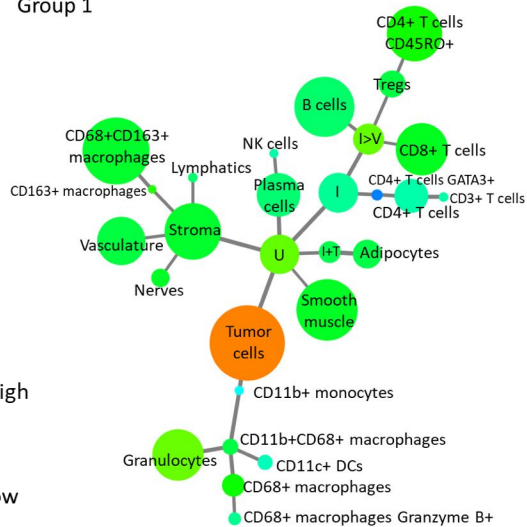 Group 1
CD4+ T cells
CD45RO+
Tregs
B cells
I>V
CD8+ T cells
NK cells
CD68+CD163+
macrophages
Lymphatics
CD163+ macrophages
Plasma
cells
I
CD4+ T cells GATA3+
CD3+ T cells
CD4+ T cells
Stroma
Vasculature
U
I+T
Adipocytes
Nerves
Smooth
muscle
Tumor
cells
igh
CD11b+ monocytes
CD11b+CD68+ macrophages
Granulocytes
CD11c+ DCs
CD68+ macrophages
ow
CD68+ macrophages Granzyme B+